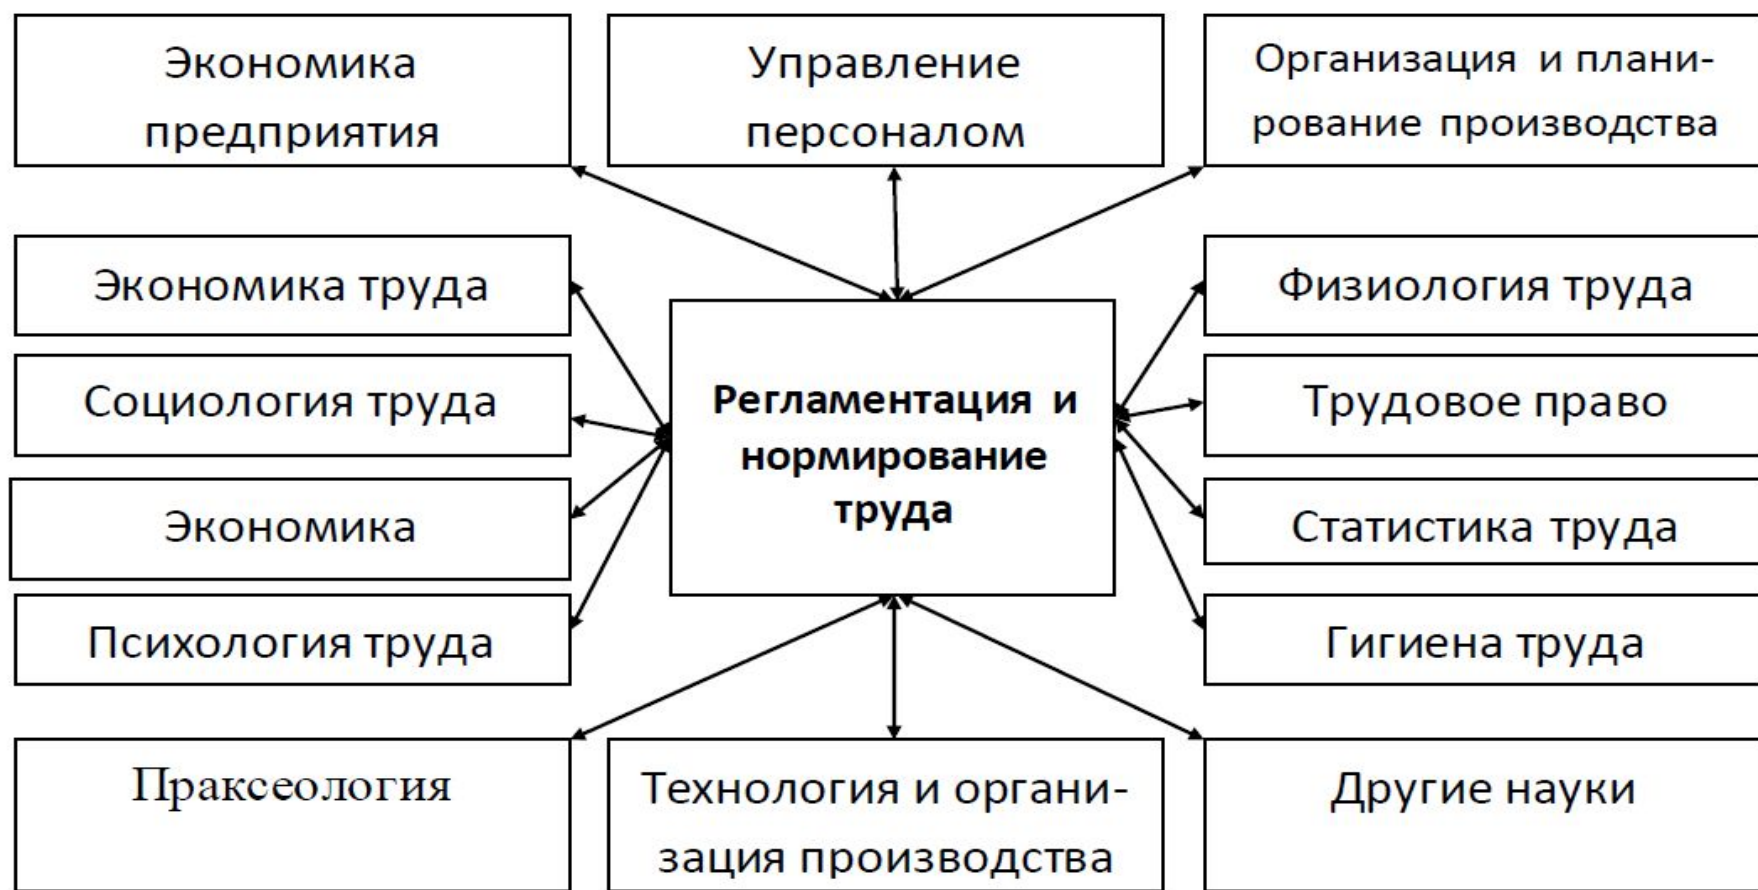 Экономика
предприятия
Управление
персоналом
Организация и плани-
рование производства
Экономика труда
Социология труда
Экономика
Психология труда
Регламентация и
нормирование
труда
Физиология труда
Трудовое право
Статистика труда
Гигиена труда
Праксеология
Технология и органи-
зация производства
Другие науки